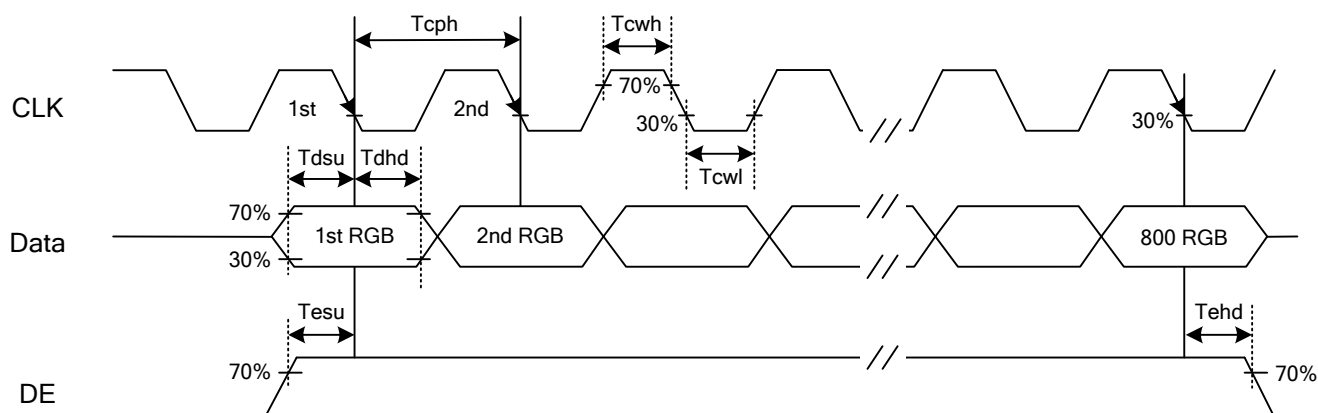 Tcph
Tcwh
CLK
1st
2nd
70%
30%
30%
Tcwl
Tdsu
Tdhd
70%
Data
1st RGB
2nd RGB
800 RGB
30%
Tesu
Tehd
70%
70%
DE